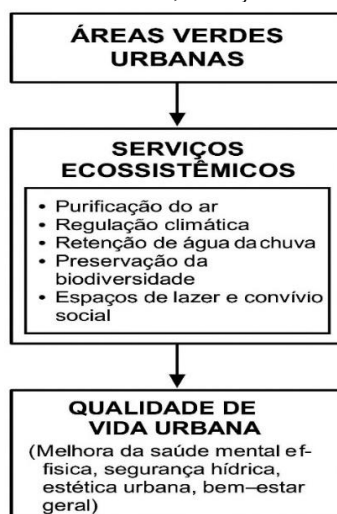 ÁREAS VERDES
URBANAS
SERVIÇOS
ECOSSISTÊMICOS
• Purificação do ar
• Regulação climática
• Retenção de água da chuva
• Preservação da
biodiversidade
• Espaços de lazer e convívio
social
QUALIDADE DE
VIDA URBANA
(Melhora da saúde mental ef-
fisica, segurança hídrica,
estética urbana, bem–estar
geral)